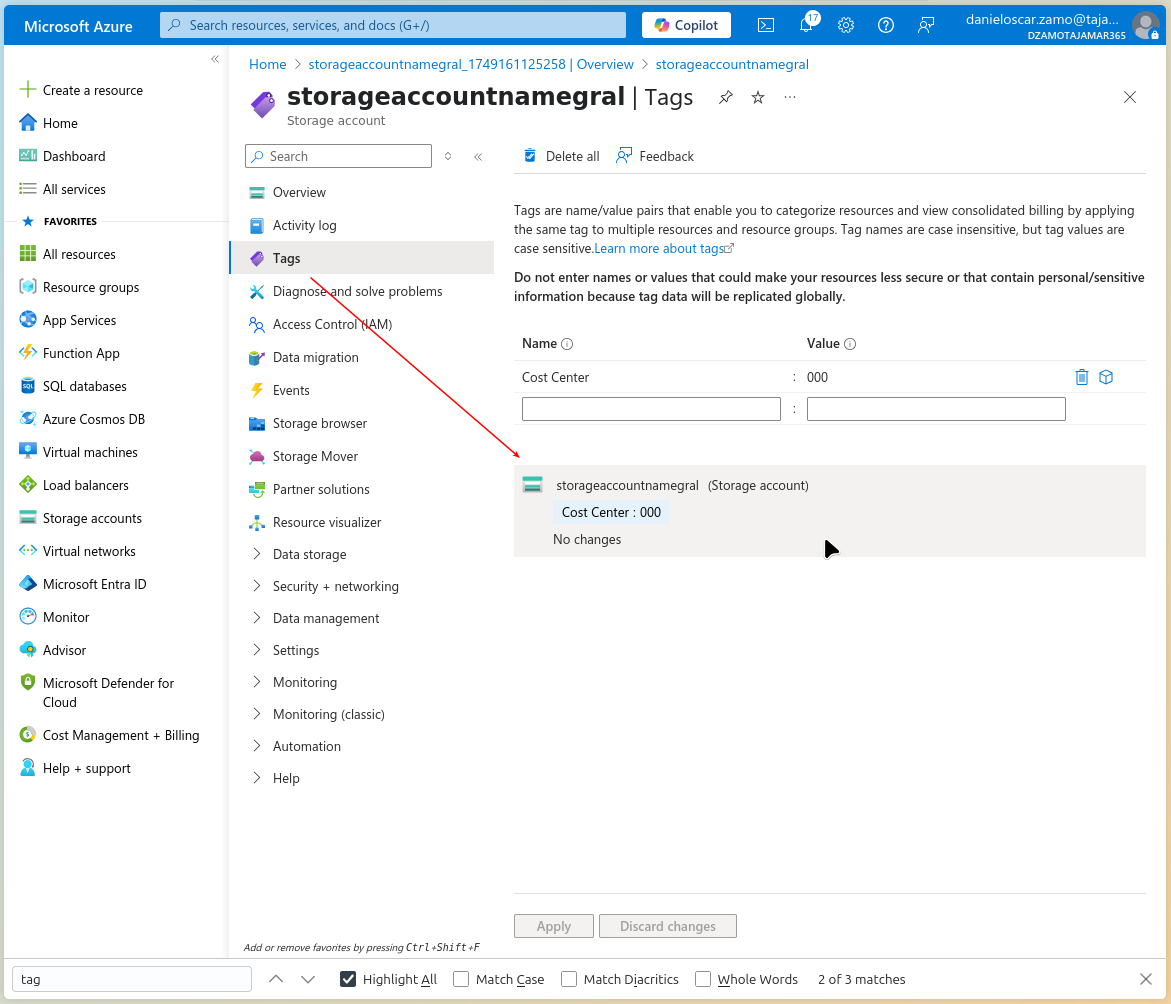 Microsoft Azure
Search resources, services, and docs (G+/)
Copilot
17
danieloscar.zamo@taja...
DZAMOTAJAMAR365
Create a resource
Home
Dashboard
All services
FAVORITES
All resources
Resource groups
App Services
Function App
SQL databases
Azure Cosmos DB
Virtual machines
Load balancers
Storage accounts
Virtual networks
Microsoft Entra ID
Monitor
Advisor
Microsoft Defender for
Cloud
Cost Management + Billing
Help + support
Home > storageaccountnamegral_1749161125258 | Overview > storageaccountnamegral
storageaccountnamegral | Tags
Storage account
Search
Overview
Activity log
Tags
Diagnose and solve problems
Access Control (IAM)
Data migration
Events
Storage browser
Storage Mover
Partner solutions
Resource visualizer
Data storage
Security + networking
Data management
Settings
Monitoring
Monitoring (classic)
Automation
Help
Add or remove favorites by pressing Ctrl+Shift+F
Delete all
Feedback
Tags are name/value pairs that enable you to categorize resources and view consolidated billing by applying
the same tag to multiple resources and resource groups. Tag names are case insensitive, but tag values are
case sensitive.Learn more about tags
Do not enter names or values that could make your resources less secure or that contain personal/sensitive
information because tag data will be replicated globally.
Name Value
Cost Center : 000
:
storageaccountnamegral (Storage account)
Cost Center : 000
No changes
Apply
Discard changes
tag
Highlight All
Match Case
Match Diacritics
Whole Words
2 of 3 matches